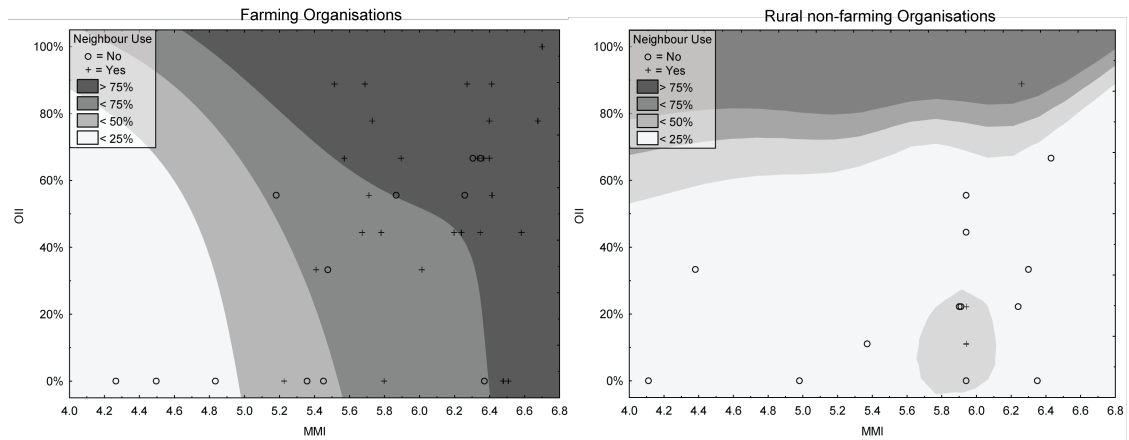 Farming Organisations
Neighbour Use
o = No
+ = Yes
> 75%
< 75%
< 50%
< 25%
100%
80%
60%
40%
20%
0%
OII
4.0 4.2 4.4 4.6 4.8 5.0 5.2 5.4 5.6 5.8 6.0 6.2 6.4 6.6 6.8
MMI
Rural non-farming Organisations
Neighbour Use
o = No
+ = Yes
> 75%
< 75%
< 50%
< 25%
100%
80%
60%
40%
20%
0%
OII
4.0 4.2 4.4 4.6 4.8 5.0 5.2 5.4 5.6 5.8 6.0 6.2 6.4 6.6 6.8
MMI